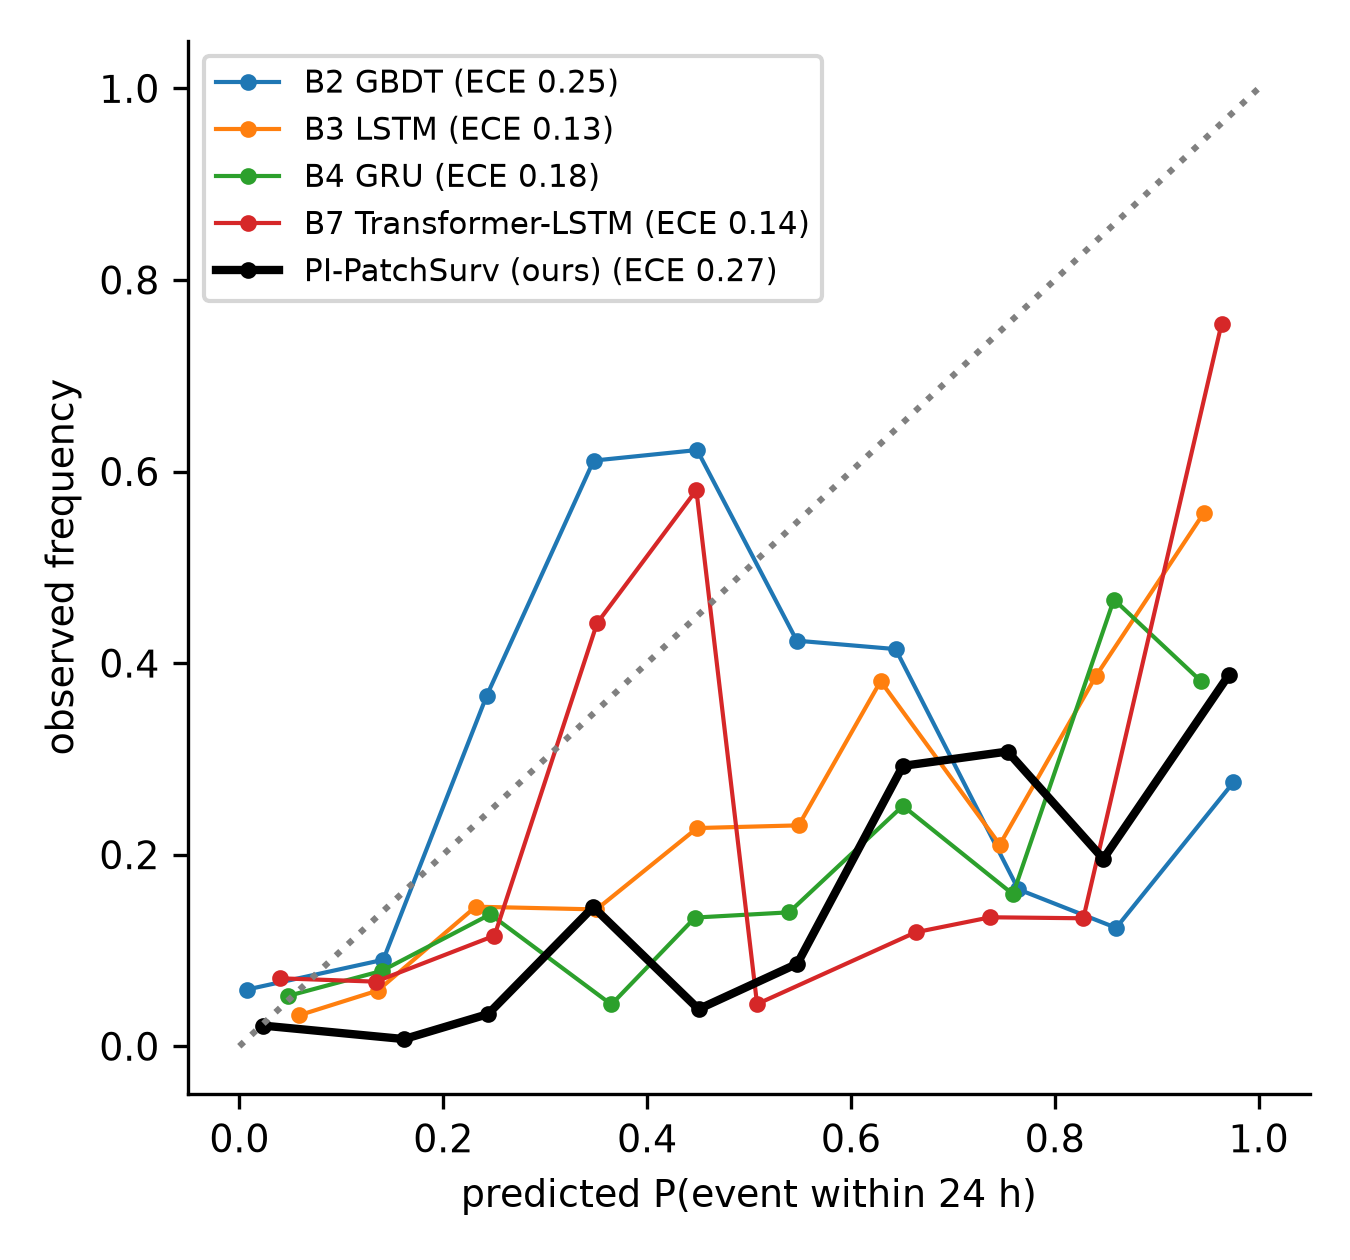 B2 GBDT (ECE 0.25)
B3 LSTM (ECE 0.13)
B4 GRU (ECE 0.18)
B7 Transformer-LSTM (ECE 0.14)
PI-PatchSurv (ours) (ECE 0.27)
1.0
0.8
0.6
0.4
0.2
0.0
observed frequency
0.0 0.2 0.4 0.6 0.8 1.0
predicted P(event within 24 h)